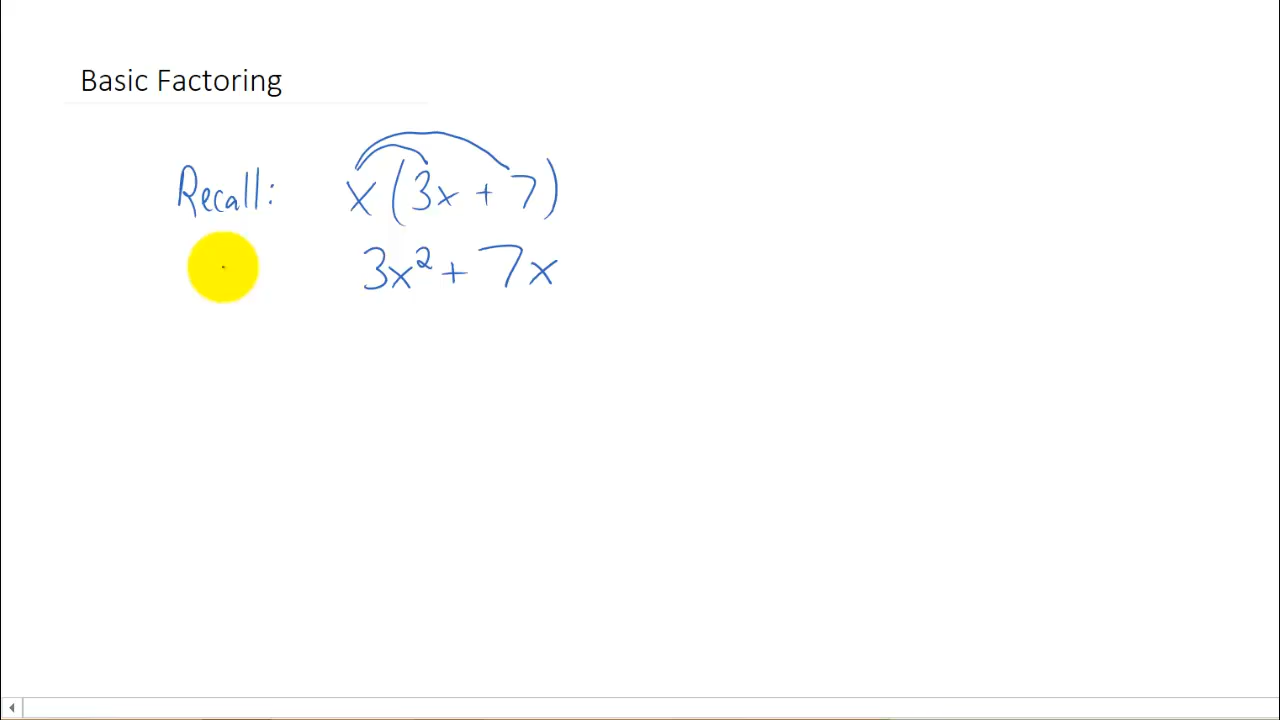 Basic Factoring
Recall: x(3x + 7)
3x² + 7x